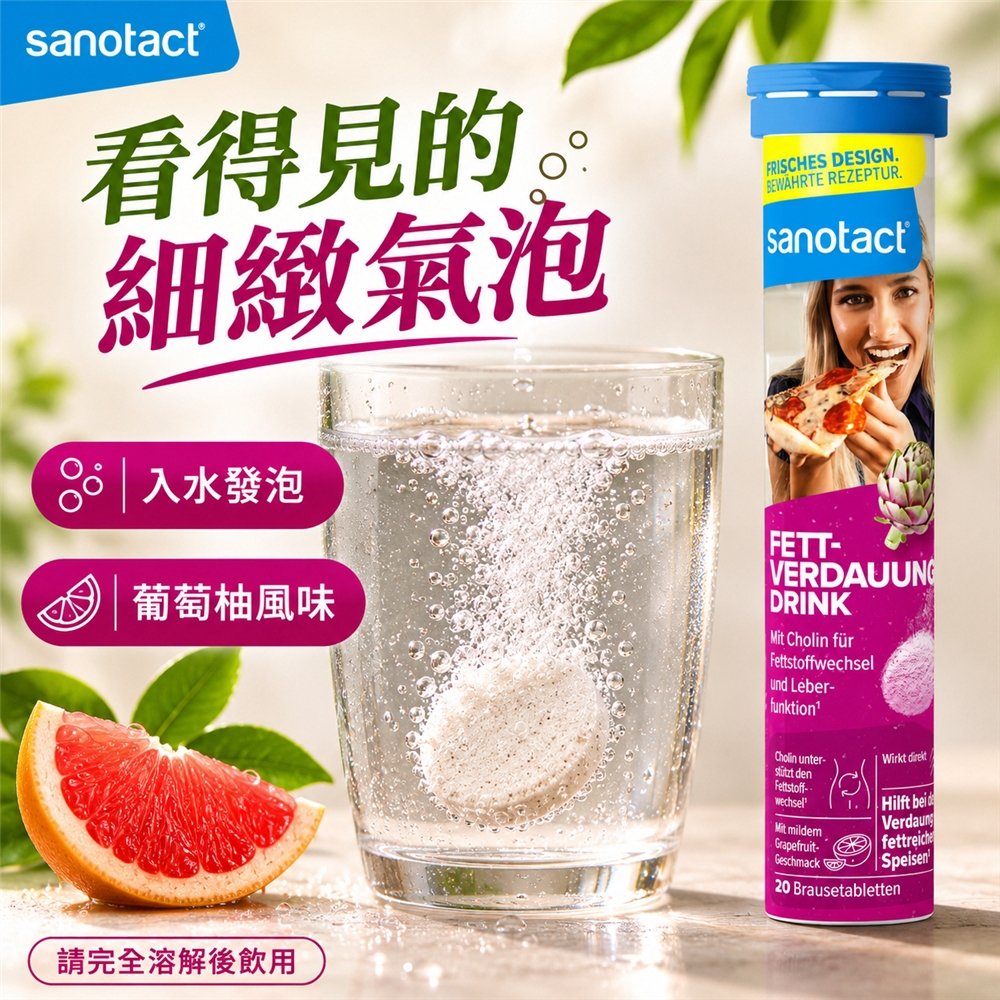 sanotact®
看得見的
細緻氣泡
入水發泡
葡萄柚風味
請完全溶解後飲用
FRISCHES DESIGN.
BEWÄHRTE REZEPTUR.
sanotact®
FETT-
VERDAUUNG
DRINK
Mit Cholin für
Fettstoffwechsel
und Leber-
funktion¹
Cholin unter-
stützt den
Fettstoff-
wechsel¹
Mit mildem
Grapefruit-
Geschmack
Wirkt direkt
Hilft bei
Verdauung
fettreiche
Speisen²
20 Brausetabletten